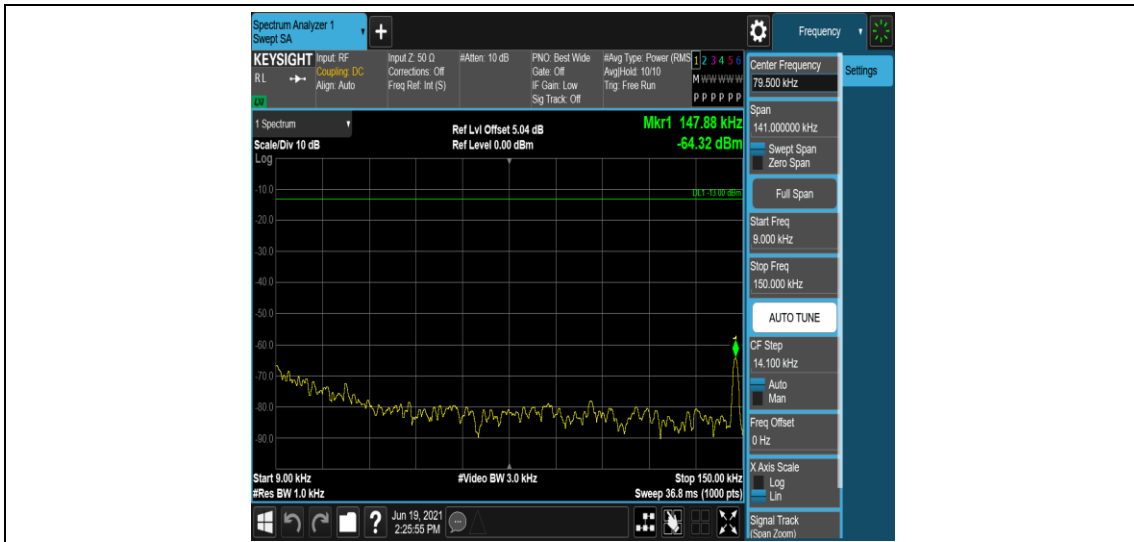 Spectrum Analyzer 1
Swept SA
+
Frequency
KEYSIGHT
RL
LXI
Input: RF
Coupling: DC
Align: Auto
Input Z: 50 Ω
Corrections: Off
Freq Ref: Int (S)
#Atten: 10 dB
PNO: Best Wide
Gate: Off
IF Gain: Low
Sig Track: Off
#Avg Type: Power (RMS
Avg|Hold: 10/10
Trig: Free Run
1 2 3 4 5 6
M W W W W W
P P P P P P
Center Frequency
79.500 kHz
Settings
1 Spectrum
Scale/Div 10 dB
Ref Lvl Offset 5.04 dB
Ref Level 0.00 dBm
Mkr1 147.88 kHz
-64.32 dBm
Log
DL1 -13.00 dBm
-10.0
-20.0
-30.0
-40.0
-50.0
-60.0
-70.0
-80.0
-90.0
1
Start 9.00 kHz
#Res BW 1.0 kHz
#Video BW 3.0 kHz
Stop 150.00 kHz
Sweep 36.8 ms (1000 pts)
Span
141.000000 kHz
Swept Span
Zero Span
Full Span
Start Freq
9.000 kHz
Stop Freq
150.000 kHz
AUTO TUNE
CF Step
14.100 kHz
Auto
Man
Freq Offset
0 Hz
X Axis Scale
Log
Lin
Signal Track
(Span Zoom)
?
Jun 19, 2021
2:25:55 PM